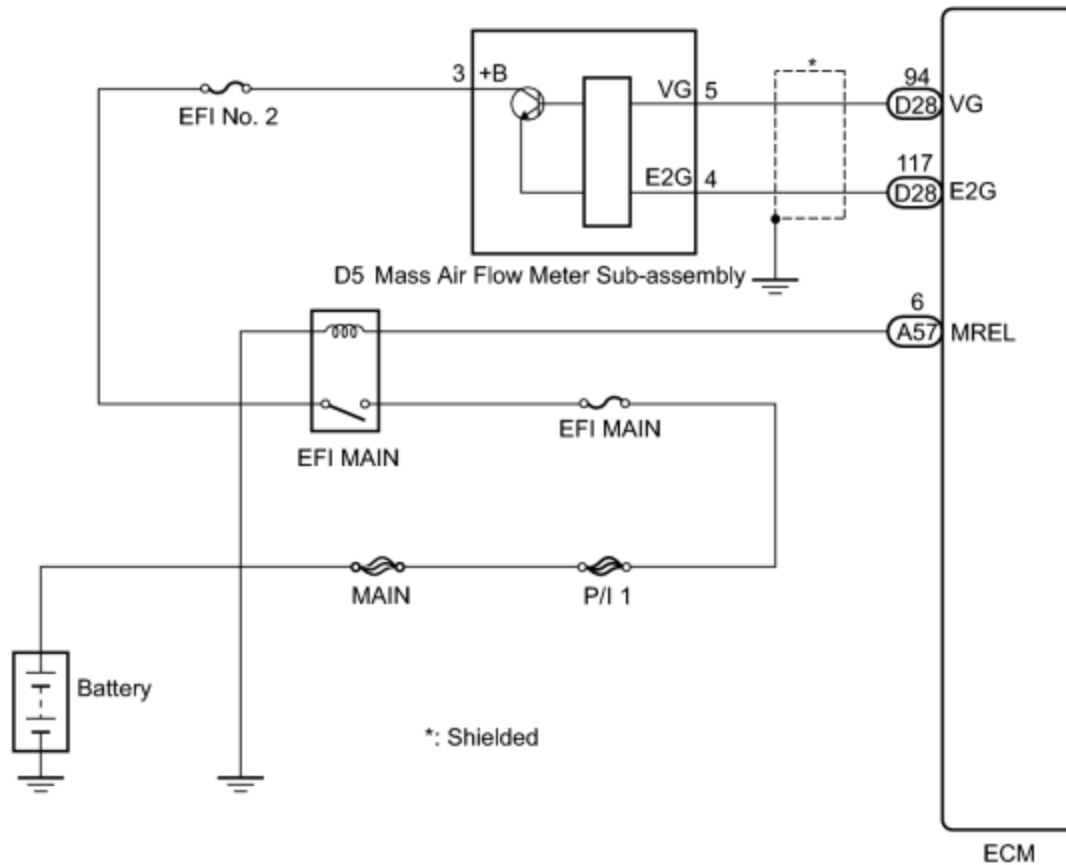 3 +B
VG 5
*
94
D28 VG
EFI No. 2
E2G 4
117
D28 E2G
D5 Mass Air Flow Meter Sub-assembly
6
A57 MREL
EFI MAIN
EFI MAIN
MAIN
P/I 1
Battery
*: Shielded
ECM